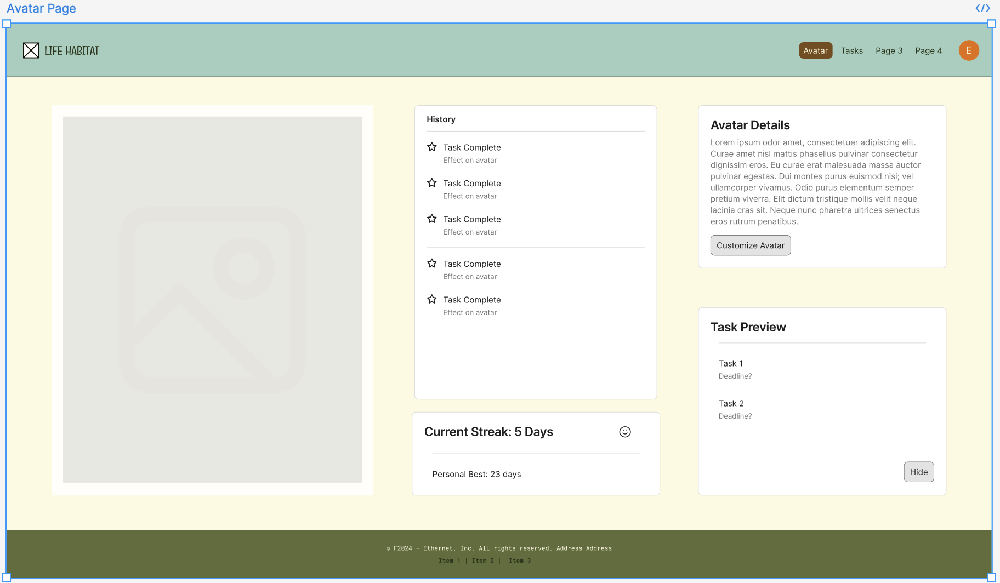 Avatar Page
LIFE HABITAT
Avatar
Tasks
Page 3
Page 4
E
History
Task Complete
Effect on avatar
Task Complete
Effect on avatar
Task Complete
Effect on avatar
Task Complete
Effect on avatar
Task Complete
Effect on avatar
Current Streak: 5 Days
Personal Best: 23 days
Avatar Details
Lorem ipsum odor amet, consectetuer adipiscing elit.
Curae amet nisl mattis phasellus pulvinar consectetur
dignissim eros. Eu curae erat malesuada massa auctor
pulvinar egestas. Dui montes purus euismod nisi; vel
ullamcorper vivamus. Odio purus elementum semper
pretium viverra. Elit dictum tristique mollis velit neque
lacinia cras sit. Neque nunc pharetra ultrices senectus
eros rutrum penatibus.
Customize Avatar
Task Preview
Task 1
Deadline?
Task 2
Deadline?
Hide
© F2024 - Ethernet, Inc. All rights reserved. Address Address
Item 1 | Item 2 | Item 3